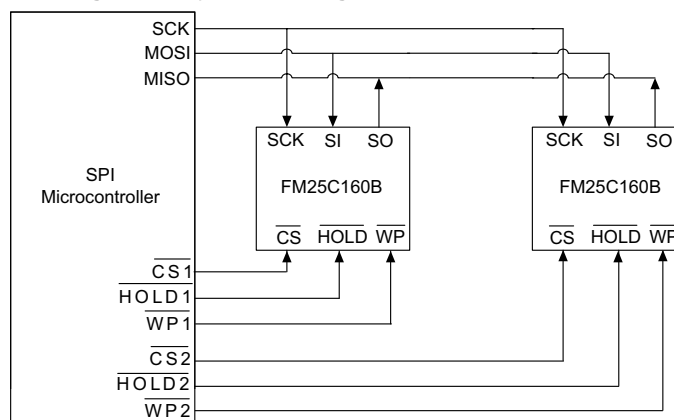 SCK
MOSI
MISO
SCK SI SO
SCK SI SO
SPI
Microcontroller
FM25C160B
FM25C160B
CS HOLD WP
CS HOLD WP
CS1
HOLD1
WP1
CS2
HOLD2
WP2